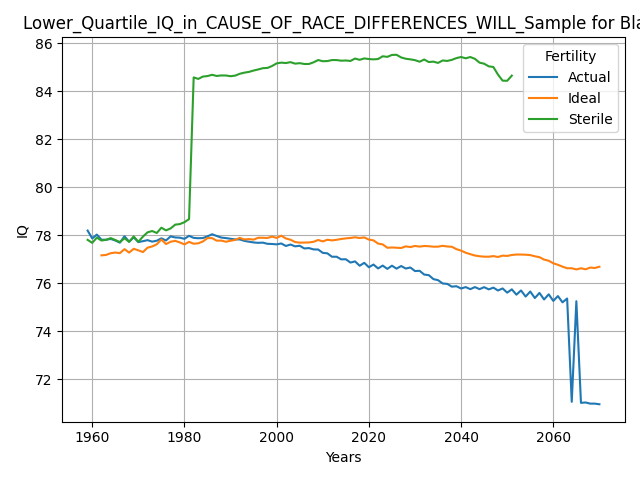 Lower_Quartile_IQ_in_CAUSE_OF_RACE_DIFFERENCES_WILL_Sample for Bla
86
84
82
80
78
76
74
72
IQ
Fertility
Actual
Ideal
Sterile
1960
1980
2000
2020
2040
2060
Years